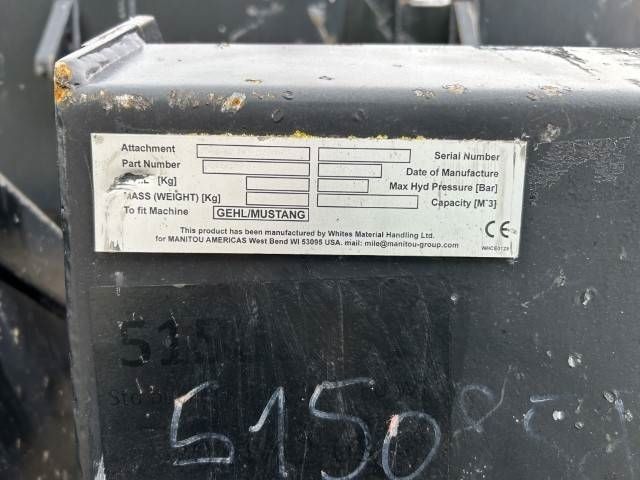 Attachment
Serial Number
Part Number
Date of Manufacture
[Kg]
Max Hyd Pressure [Bar]
MASS (WEIGHT) [Kg]
Capacity [M^3]
To fit Machine GEHL/MUSTANG
This product has been manufactured by Whites Material Handling Ltd.
for MANITOU AMERICAS West Bend WI 53095 USA. mail: mile@manitou-group.com
CE
5150